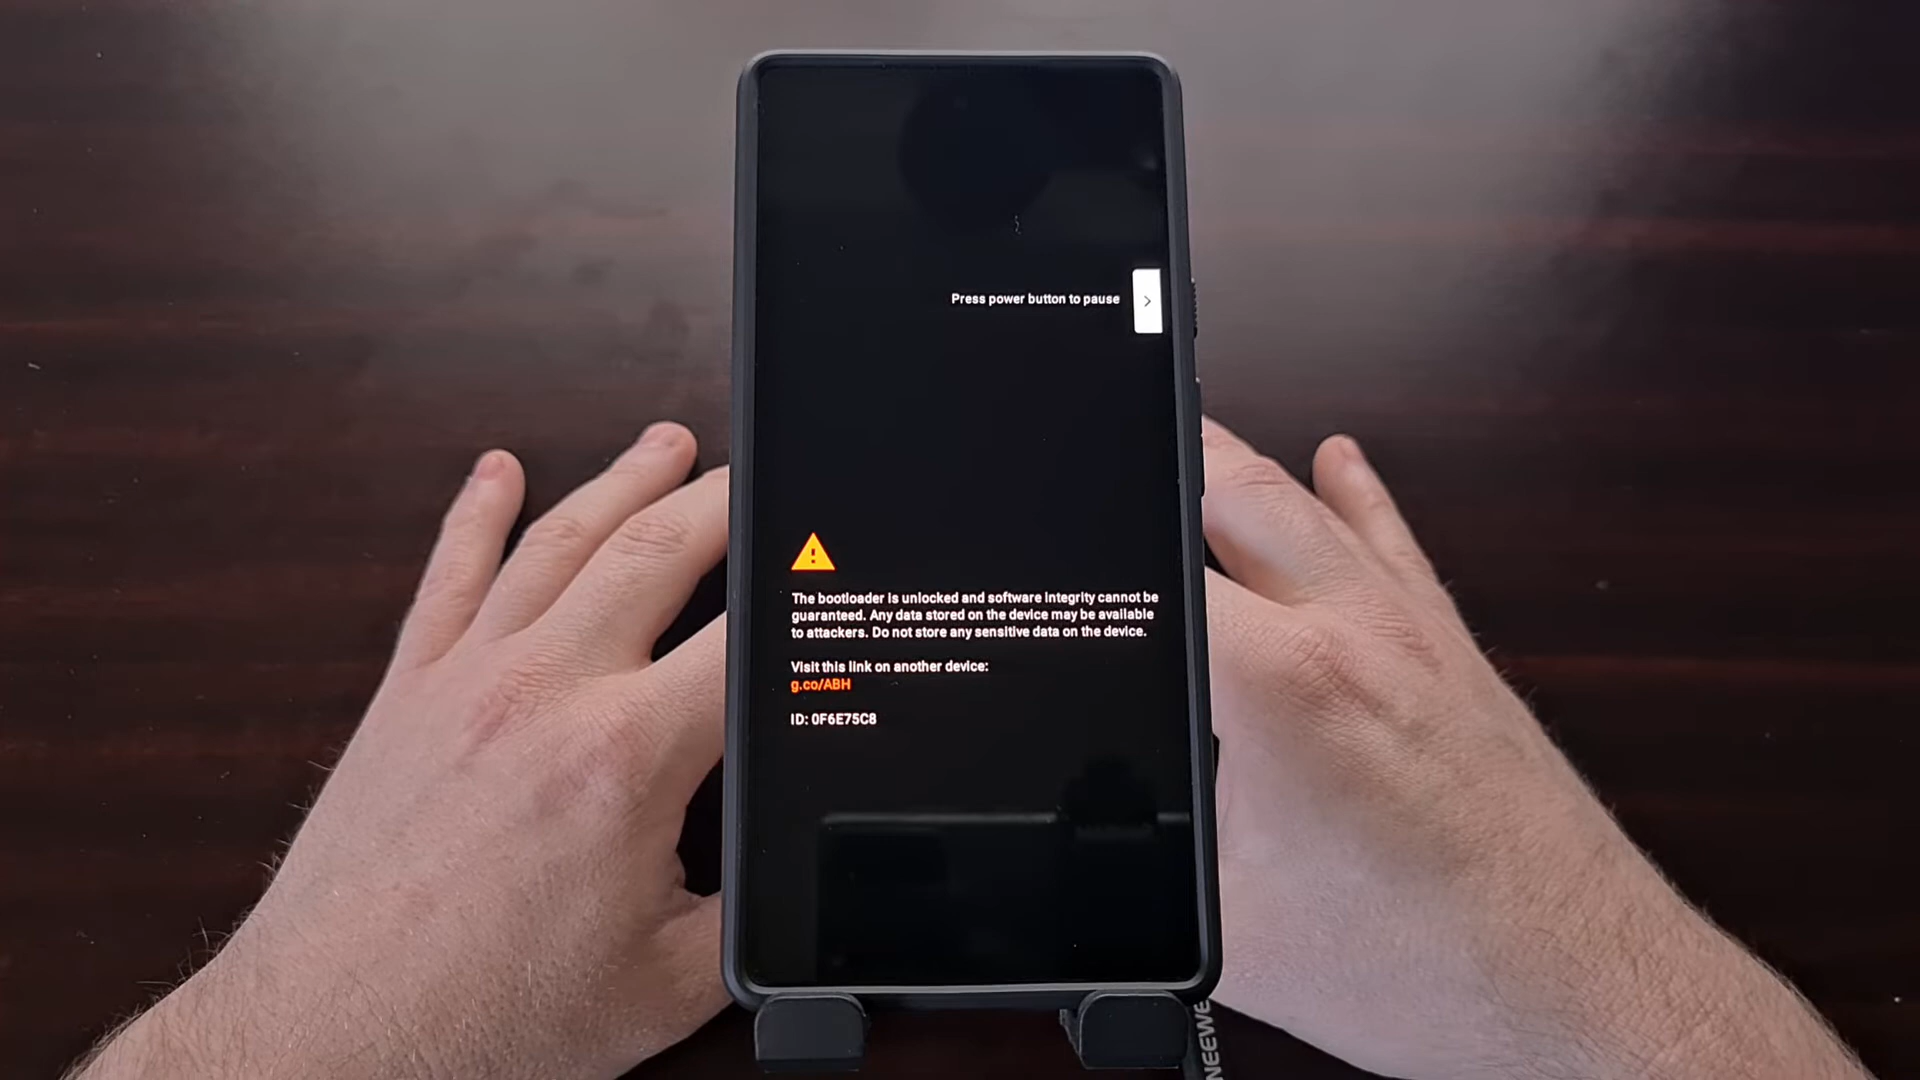 Press power button to pause
The bootloader is unlocked and software integrity cannot be
guaranteed. Any data stored on the device may be available
to attackers. Do not store any sensitive data on the device.
Visit this link on another device:
g.co/ABH
ID: 0F6E75C8
NEEWE